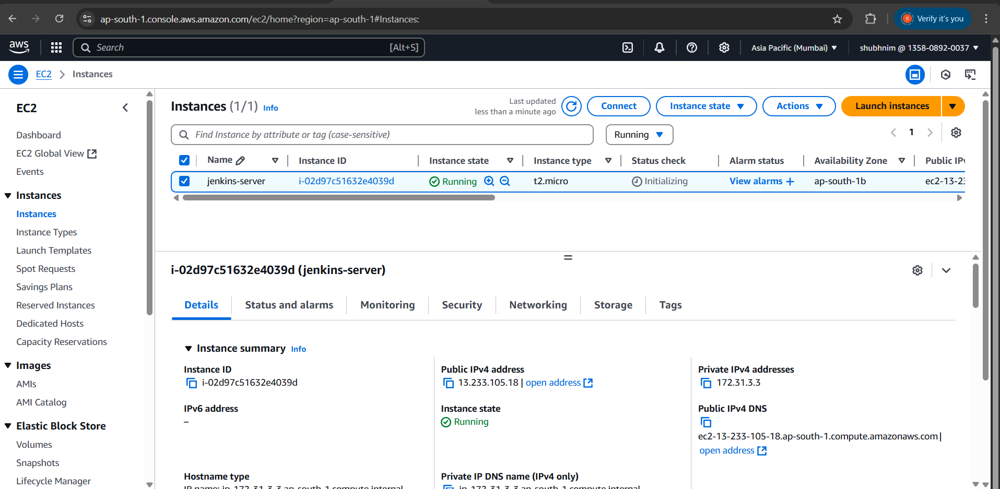 ap-south-1.console.aws.amazon.com/ec2/home?region=ap-south-1#Instances:
S
Verify it's you
aws
Search
[Alt+S]
Asia Pacific (Mumbai)
shubhnim @ 1358-0892-0037
EC2
Instances
EC2
Dashboard
EC2 Global View
Events
Instances
Instances
Instance Types
Launch Templates
Spot Requests
Savings Plans
Reserved Instances
Dedicated Hosts
Capacity Reservations
Images
AMIs
AMI Catalog
Elastic Block Store
Volumes
Snapshots
Lifecycle Manager
Instances (1/1) Info
Last updated
less than a minute ago
Connect
Instance state
Actions
Launch instances
Find Instance by attribute or tag (case-sensitive)
Running
1
Name Instance ID Instance state Instance type Status check Alarm status Availability Zone Public IPv
jenkins-server i-02d97c51632e4039d Running t2.micro Initializing View alarms + ap-south-1b ec2-13-23
i-02d97c51632e4039d (jenkins-server)
Details Status and alarms Monitoring Security Networking Storage Tags
Instance summary Info
Instance ID
i-02d97c51632e4039d
Public IPv4 address
13.233.105.18 | open address
Private IPv4 addresses
172.31.3.3
IPv6 address
–
Instance state
Running
Public IPv4 DNS
ec2-13-233-105-18.ap-south-1.compute.amazonaws.com |
open address
Hostname type
IP name: ip-172-31-3-3.ap-south-1.compute.internal
Private IP DNS name (IPv4 only)
ip-172-31-3-3.ap-south-1.compute.internal